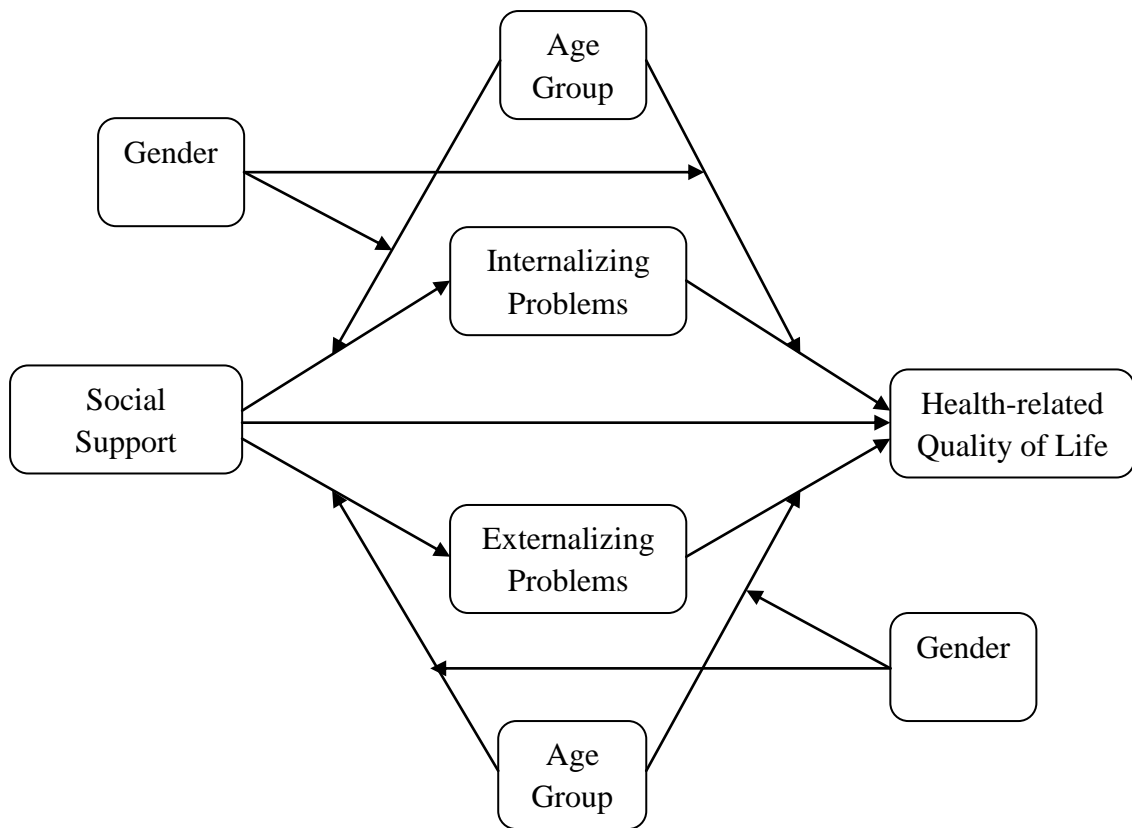 Age
Group
Gender
Internalizing
Problems
Social
Support
Health-related
Quality of Life
Externalizing
Problems
Gender
Age
Group